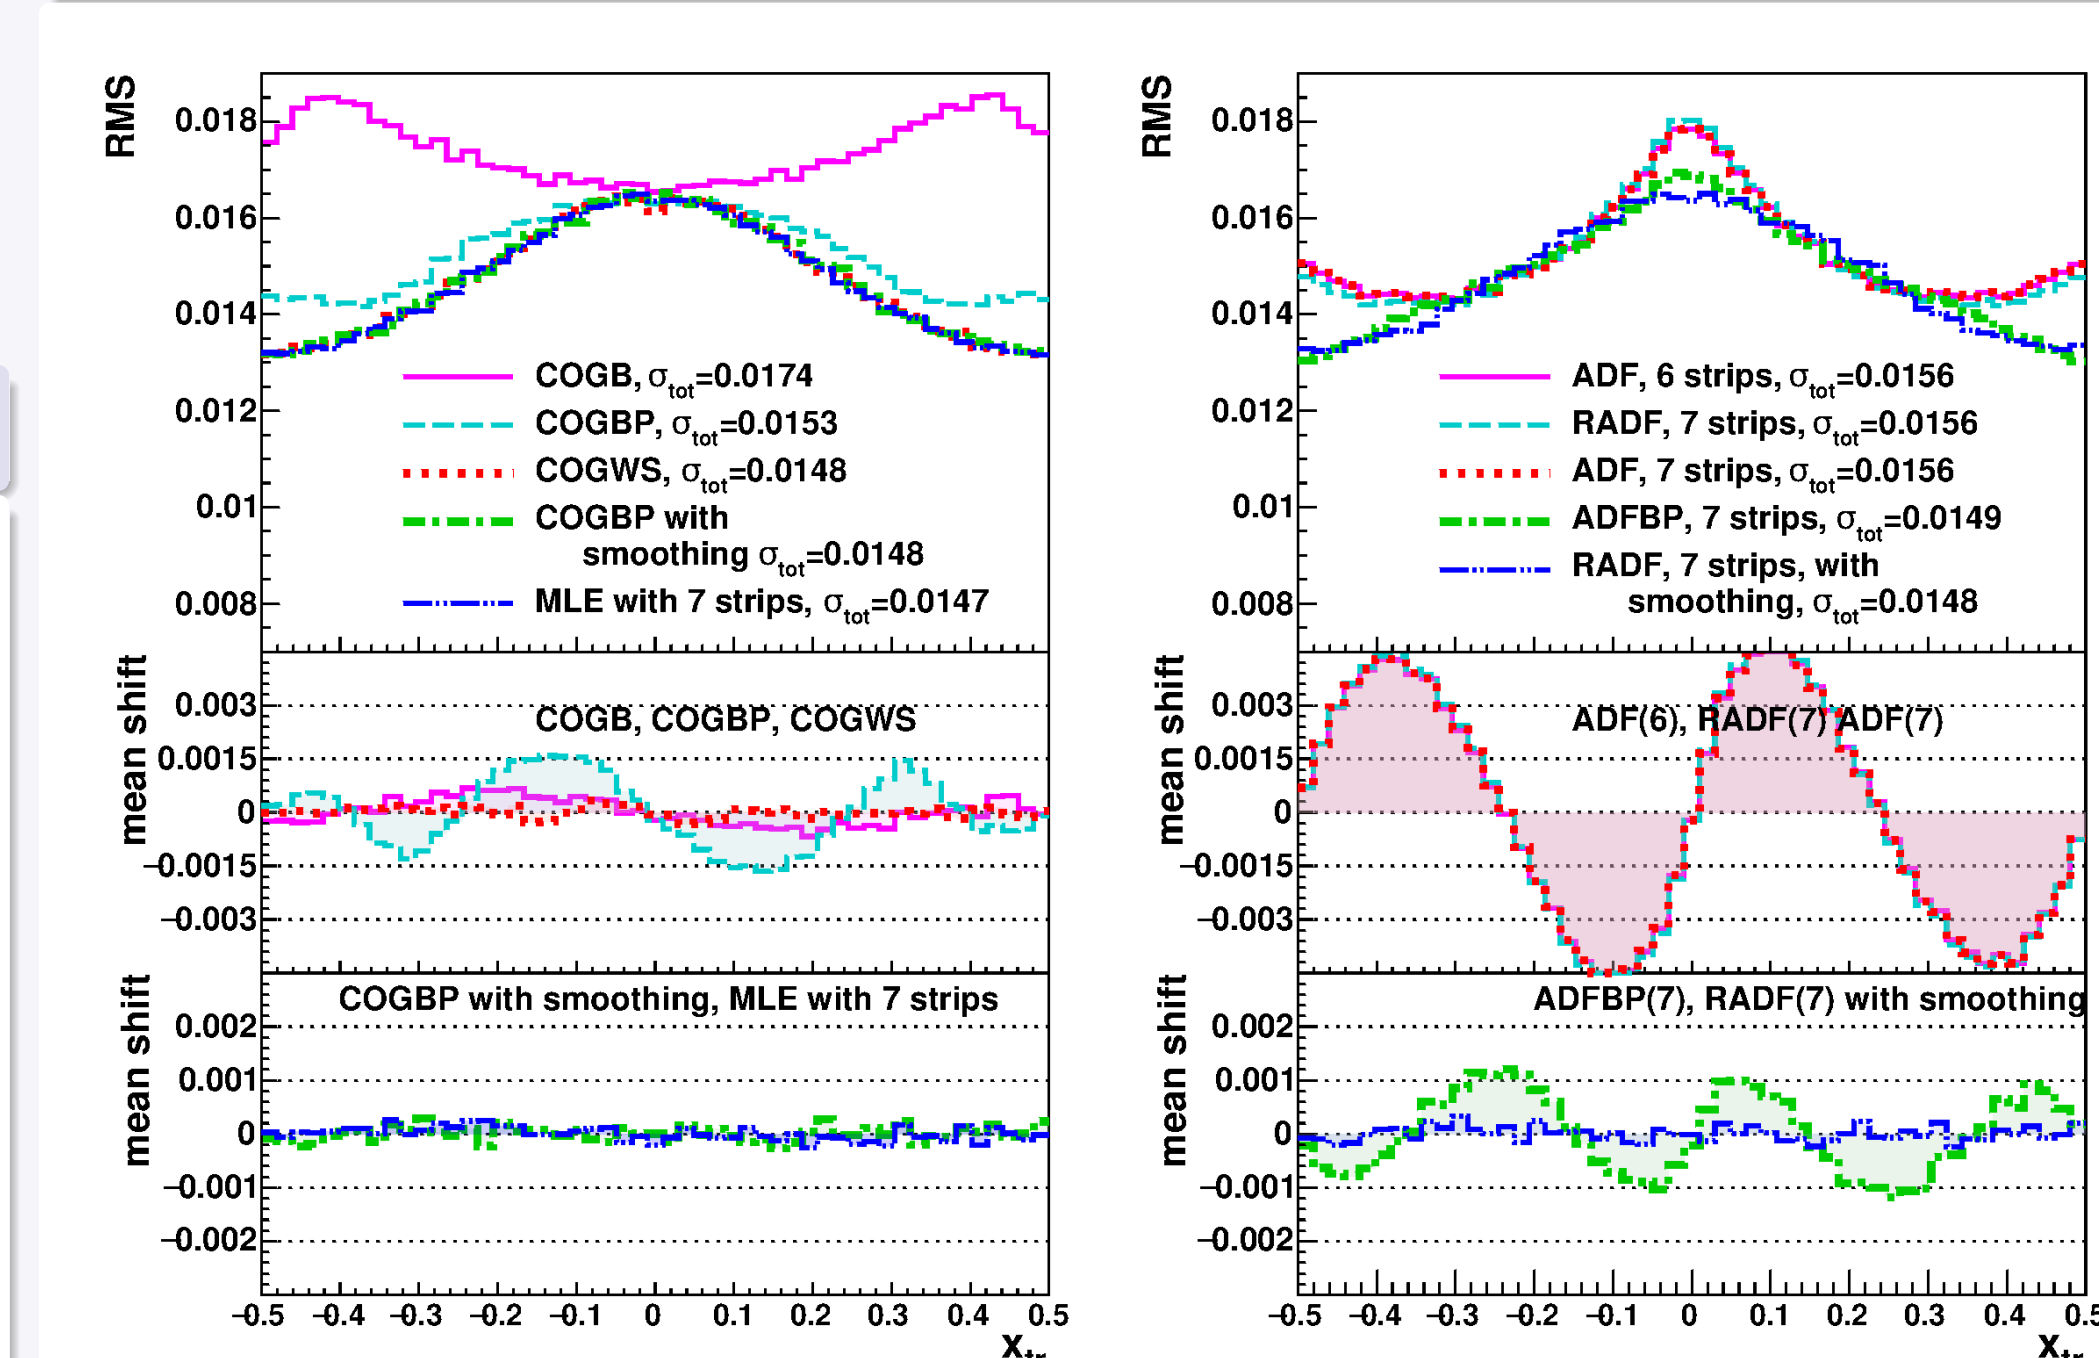 RMS
0.018
0.016
0.014
0.012
0.01
0.008
COGB, σtot=0.0174
COGBP, σtot=0.0153
COGWS, σtot=0.0148
COGBP with
smoothing σtot=0.0148
MLE with 7 strips, σtot=0.0147
mean shift
0.003
0.0015
0
−0.0015
−0.003
COGB, COGBP, COGWS
mean shift
0.002
0.001
0
−0.001
−0.002
COGBP with smoothing, MLE with 7 strips
−0.5 −0.4 −0.3 −0.2 −0.1 0 0.1 0.2 0.3 0.4 0.5
xtr
RMS
0.018
0.016
0.014
0.012
0.01
0.008
ADF, 6 strips, σtot=0.0156
RADF, 7 strips, σtot=0.0156
ADF, 7 strips, σtot=0.0156
ADFBP, 7 strips, σtot=0.0149
RADF, 7 strips, with
smoothing, σtot=0.0148
mean shift
0.003
0.0015
0
−0.0015
−0.003
ADF(6), RADF(7) ADF(7)
mean shift
0.002
0.001
0
−0.001
−0.002
ADFBP(7), RADF(7) with smoothing
−0.5 −0.4 −0.3 −0.2 −0.1 0 0.1 0.2 0.3 0.4 0.5
xtr